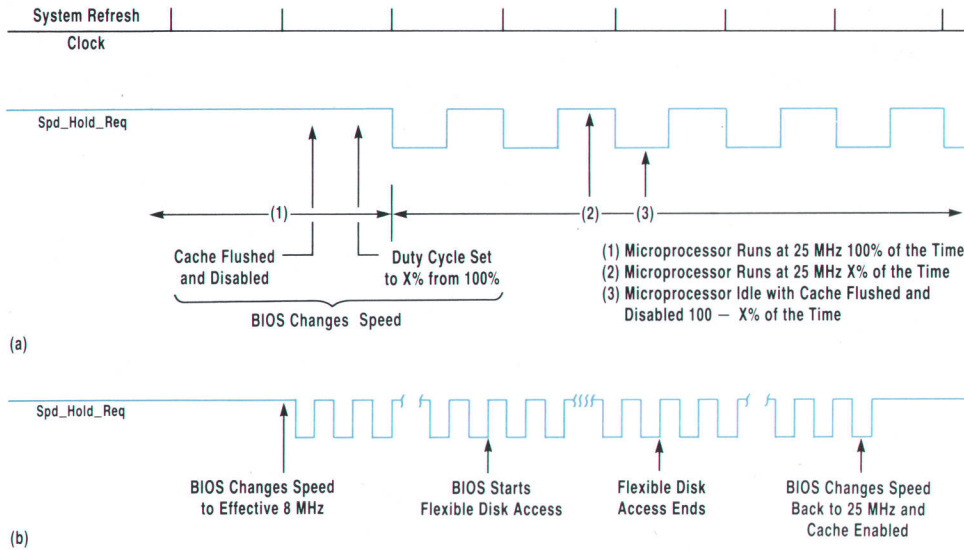 System Refresh
Clock
Spd_Hold_Req
(1)
(2)
(3)
Cache Flushed
and Disabled
Duty Cycle Set
to X% from 100%
BIOS Changes Speed
(1) Microprocessor Runs at 25 MHz 100% of the Time
(2) Microprocessor Runs at 25 MHz X% of the Time
(3) Microprocessor Idle with Cache Flushed and
Disabled 100 — X% of the Time
(a)
Spd_Hold_Req
BIOS Changes Speed
to Effective 8 MHz
BIOS Starts
Flexible Disk Access
Flexible Disk
Access Ends
BIOS Changes Speed
Back to 25 MHz and
Cache Enabled
(b)